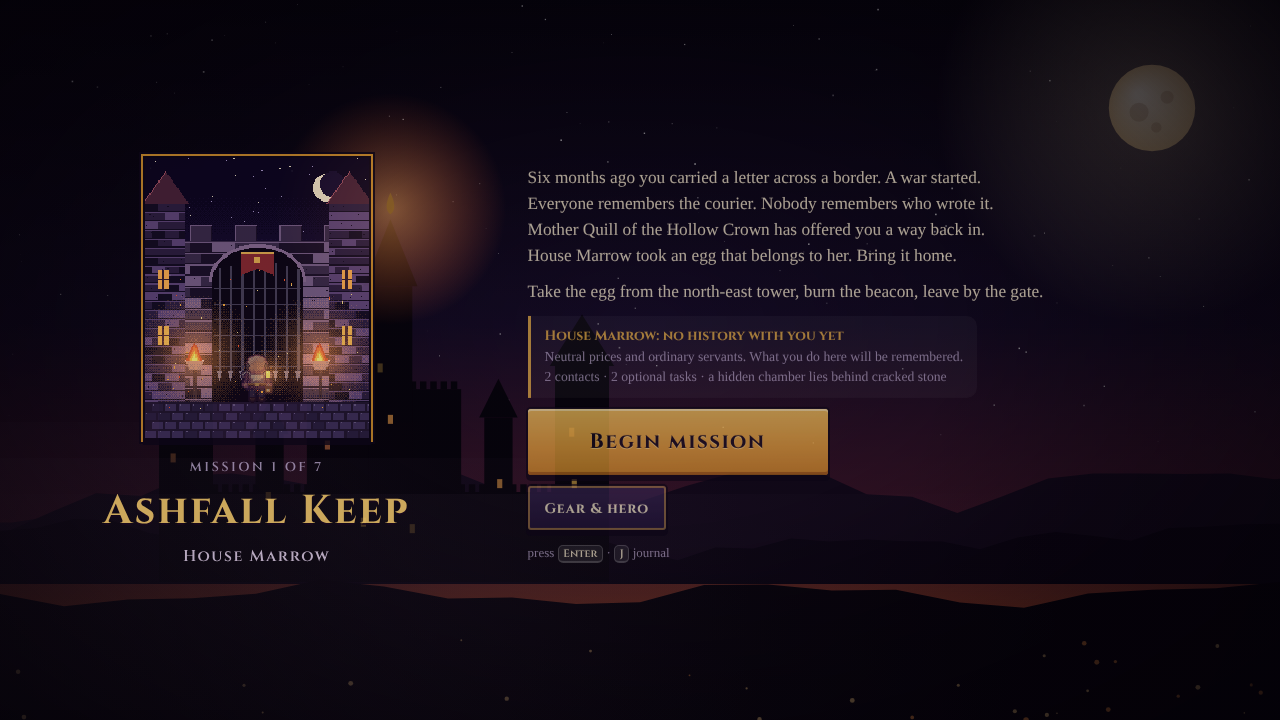 Six months ago you carried a letter across a border. A war started.
Everyone remembers the courier. Nobody remembers who wrote it.
Mother Quill of the Hollow Crown has offered you a way back in.
House Marrow took an egg that belongs to her. Bring it home.
Take the egg from the north-east tower, burn the beacon, leave by the gate.
House Marrow: no history with you yet
Neutral prices and ordinary servants. What you do here will be remembered.
2 contacts · 2 optional tasks · a hidden chamber lies behind cracked stone
Begin mission
Gear & hero
press Enter · J journal
Mission 1 of 7
Ashfall Keep
House Marrow